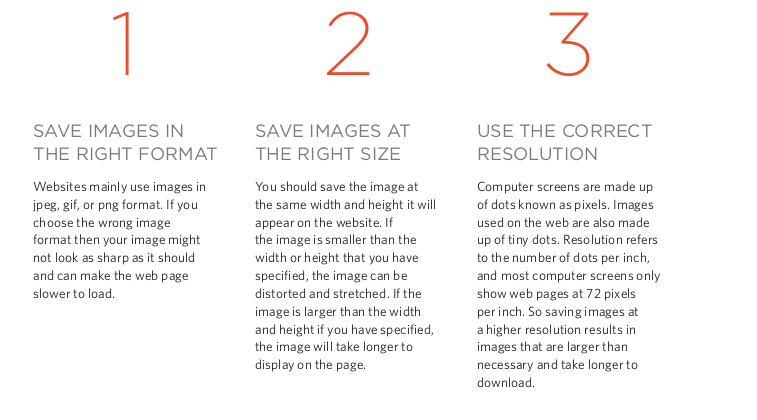 1
SAVE IMAGES IN
THE RIGHT FORMAT
Websites mainly use images in
jpeg, gif, or png format. If you
choose the wrong image
format then your image might
not look as sharp as it should
and can make the web page
slower to load.
2
SAVE IMAGES AT
THE RIGHT SIZE
You should save the image at
the same width and height it will
appear on the website. If
the image is smaller than the
width or height that you have
specified, the image can be
distorted and stretched. If the
image is larger than the width
and height if you have specified,
the image will take longer to
display on the page.
3
USE THE CORRECT
RESOLUTION
Computer screens are made up
of dots known as pixels. Images
used on the web are also made
up of tiny dots. Resolution refers
to the number of dots per inch,
and most computer screens only
show web pages at 72 pixels
per inch. So saving images at
a higher resolution results in
images that are larger than
necessary and take longer to
download.